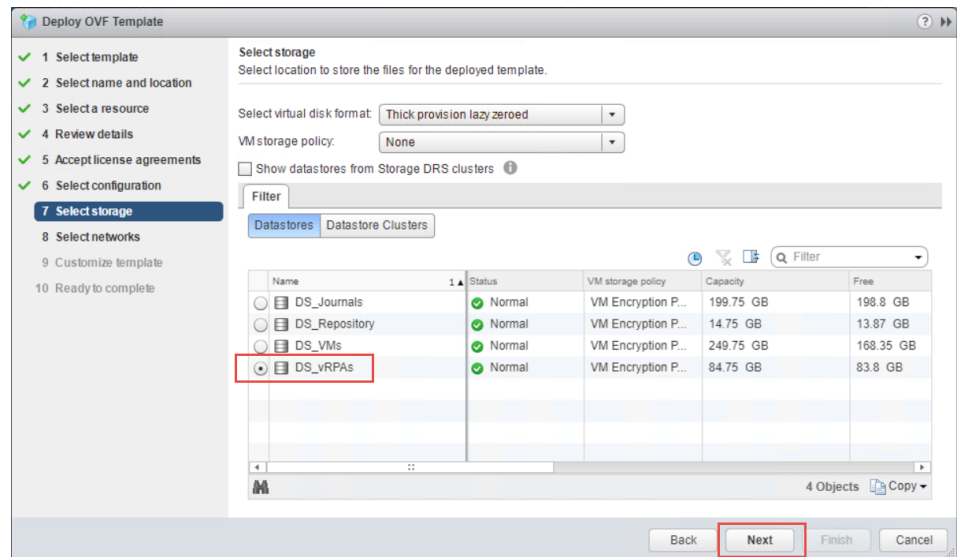 Deploy OVF Template
?
1 Select template
2 Select name and location
3 Select a resource
4 Review details
5 Accept license agreements
6 Select configuration
7 Select storage
8 Select networks
9 Customize template
10 Ready to complete
Select storage
Select location to store the files for the deployed template.
Select virtual disk format: Thick provision lazy zeroed
VM storage policy: None
Show datastores from Storage DRS clusters
Filter
Datastores Datastore Clusters
Filter
Name 1 Status VM storage policy Capacity Free
DS_Journals Normal VM Encryption P... 199.75 GB 198.8 GB
DS_Repository Normal VM Encryption P... 14.75 GB 13.87 GB
DS_VMs Normal VM Encryption P... 249.75 GB 168.35 GB
DS_vRPAs Normal VM Encryption P... 84.75 GB 83.8 GB
4 Objects Copy
Back Next Finish Cancel